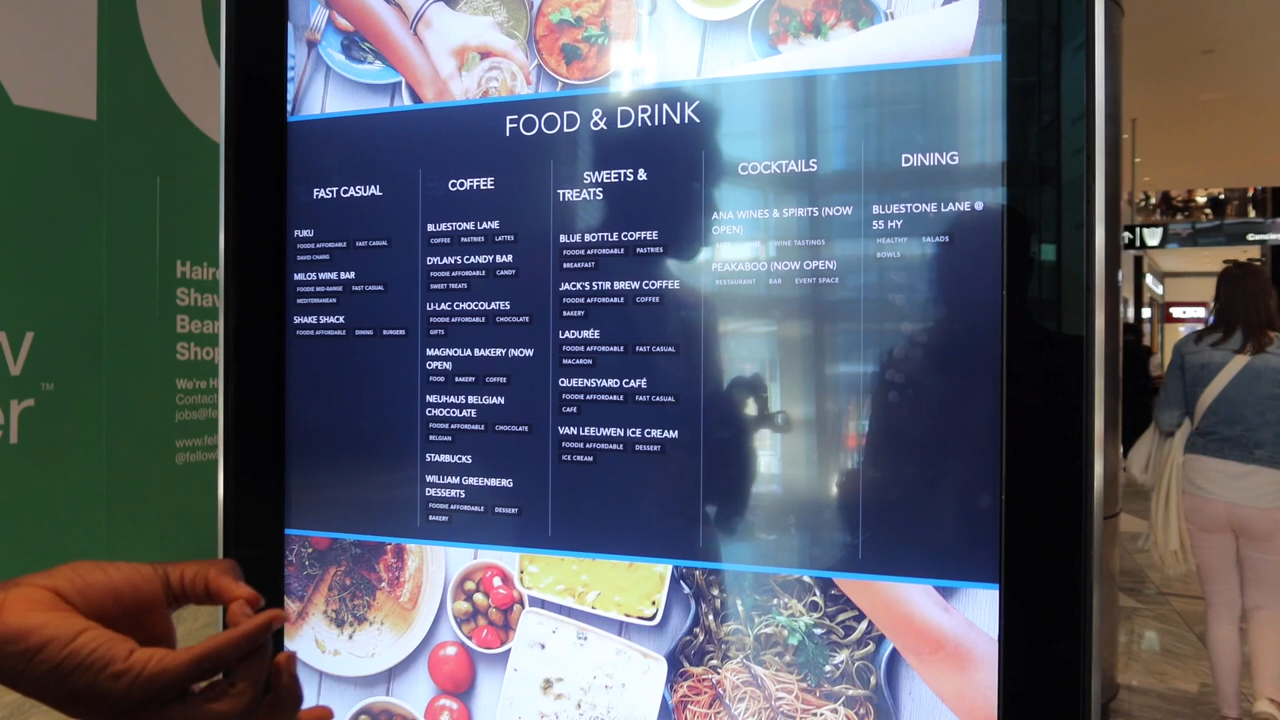 FOOD & DRINK
FAST CASUAL
FUKU
FOODIE AFFORDABLE FAST CASUAL
DAVID CHANG
MILOS WINE BAR
FOODIE MID-RANGE FAST CASUAL
MEDITERRANEAN
SHAKE SHACK
FOODIE AFFORDABLE DINING BURGERS
COFFEE
BLUESTONE LANE
COFFEE PASTRIES LATTES
DYLAN'S CANDY BAR
FOODIE AFFORDABLE CANDY
SWEET TREATS
LI-LAC CHOCOLATES
FOODIE AFFORDABLE CHOCOLATE
GIFTS
MAGNOLIA BAKERY (NOW
OPEN)
FOOD BAKERY COFFEE
NEUHAUS BELGIAN
CHOCOLATE
FOODIE AFFORDABLE CHOCOLATE
BELGIAN
STARBUCKS
WILLIAM GREENBERG
DESSERTS
FOODIE AFFORDABLE DESSERT
BAKERY
SWEETS &
TREATS
BLUE BOTTLE COFFEE
FOODIE AFFORDABLE PASTRIES
BREAKFAST
JACK'S STIR BREW COFFEE
FOODIE AFFORDABLE COFFEE
BAKERY
LADURÉE
FOODIE AFFORDABLE FAST CASUAL
MACARON
QUEENSYARD CAFÉ
FOODIE AFFORDABLE FAST CASUAL
CAFÉ
VAN LEEUWEN ICE CREAM
FOODIE AFFORDABLE DESSERT
ICE CREAM
COCKTAILS
ANA WINES & SPIRITS (NOW
OPEN)
WINE TASTINGS
PEAKABOO (NOW OPEN)
RESTAURANT BAR EVENT SPACE
DINING
BLUESTONE LANE @
55 HY
HEALTHY SALADS
BOWLS
We're H
Contact
jobs@fe
www.fell
@fellow